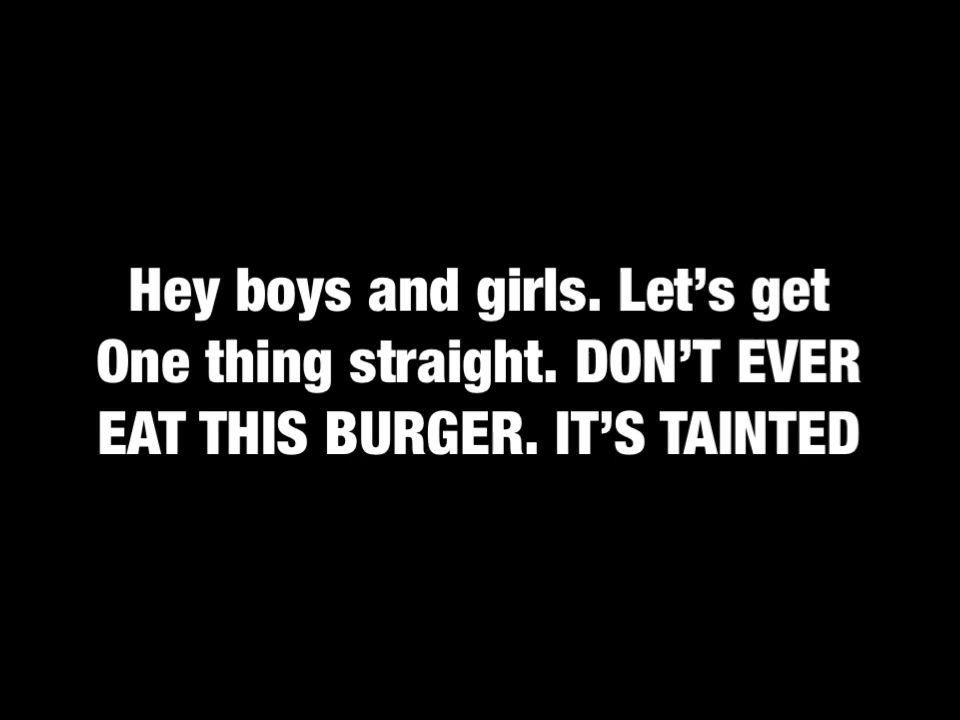 Hey boys and girls. Let’s get
One thing straight. DON’T EVER
EAT THIS BURGER. IT’S TAINTED